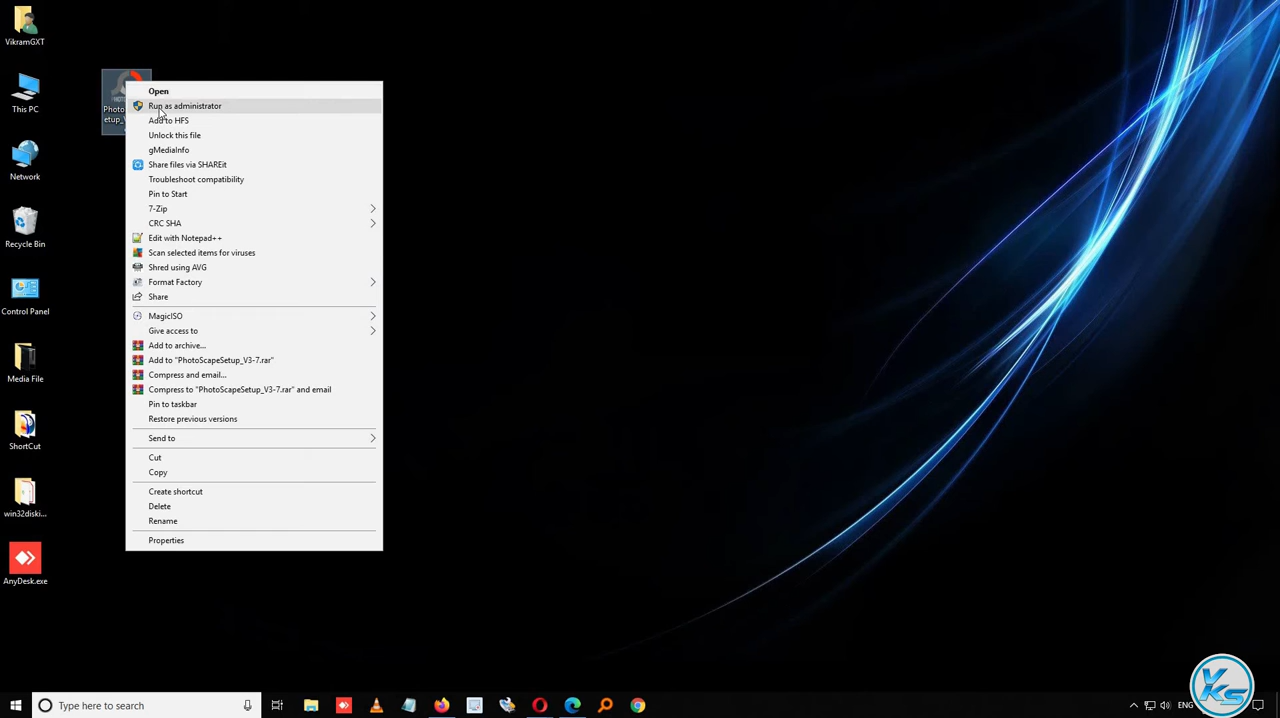 VikramGXT
This PC
Network
Recycle Bin
Control Panel
Media File
ShortCut
win32diski...
AnyDesk.exe
Photo
etup_V
Open
Run as administrator
Add to HFS
Unlock this file
gMediaInfo
Share files via SHAREit
Troubleshoot compatibility
Pin to Start
7-Zip
CRC SHA
Edit with Notepad++
Scan selected items for viruses
Shred using AVG
Format Factory
Share
MagicISO
Give access to
Add to archive...
Add to "PhotoScapeSetup_V3-7.rar"
Compress and email...
Compress to "PhotoScapeSetup_V3-7.rar" and email
Pin to taskbar
Restore previous versions
Send to
Cut
Copy
Create shortcut
Delete
Rename
Properties
Type here to search
ENG
KS